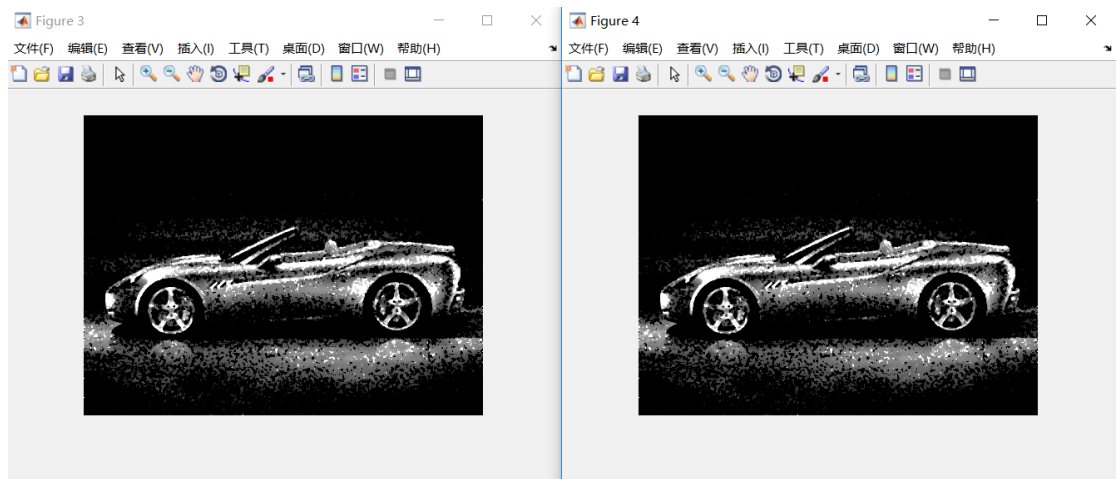 Figure 3
文件(F) 编辑(E) 查看(V) 插入(I) 工具(T) 桌面(D) 窗口(W) 帮助(H)
Figure 4
文件(F) 编辑(E) 查看(V) 插入(I) 工具(T) 桌面(D) 窗口(W) 帮助(H)